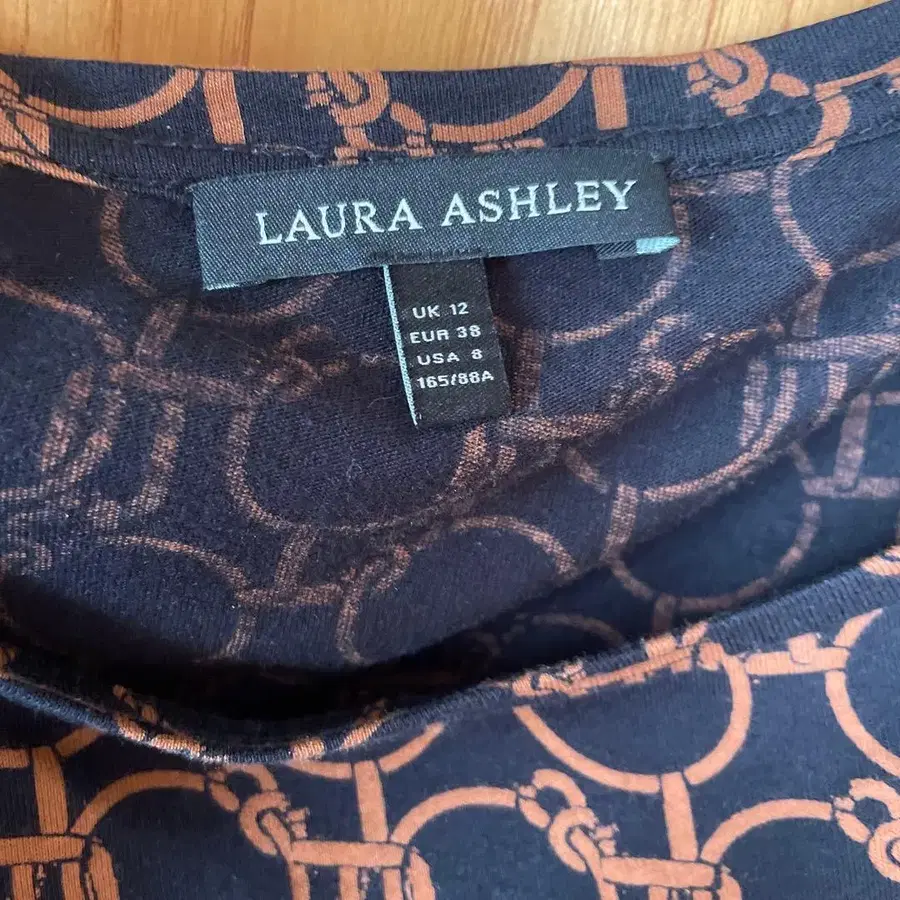 LAURA ASHLEY
UK 12
EUR 38
USA 8
165/88A